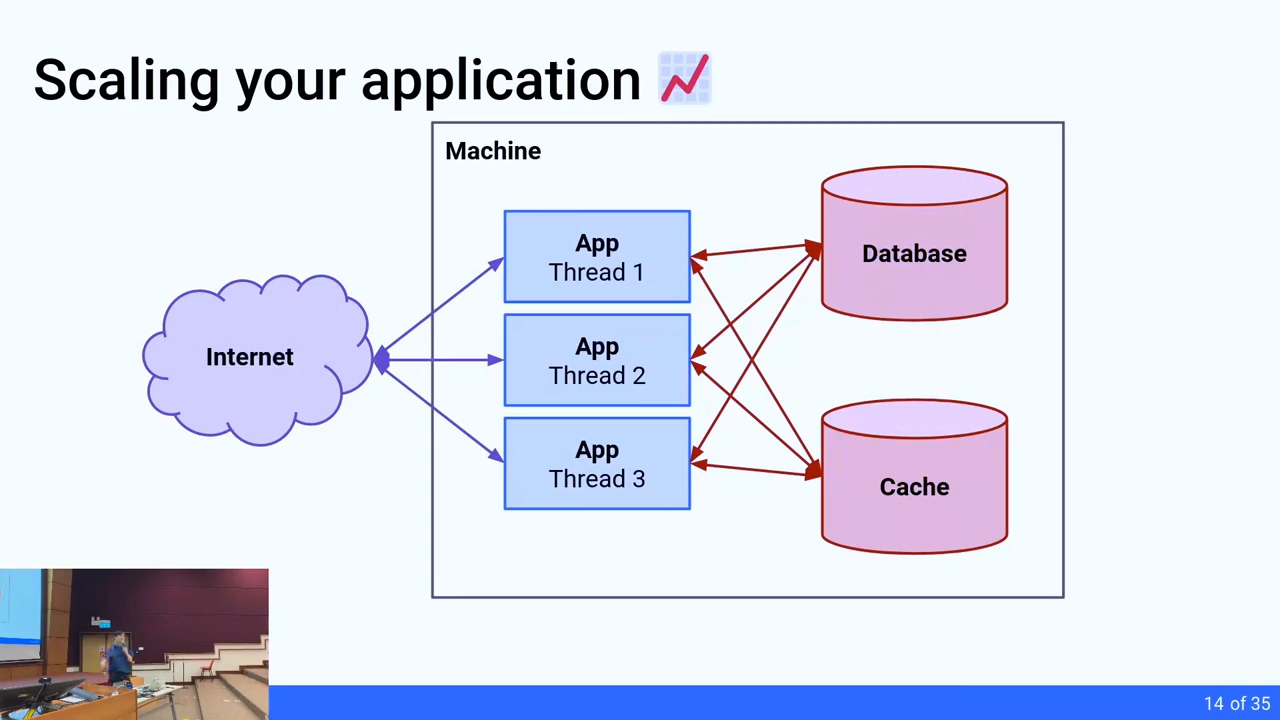 Scaling your application 📈
Machine
App
Thread 1
Database
Internet
App
Thread 2
App
Thread 3
Cache
14 of 35